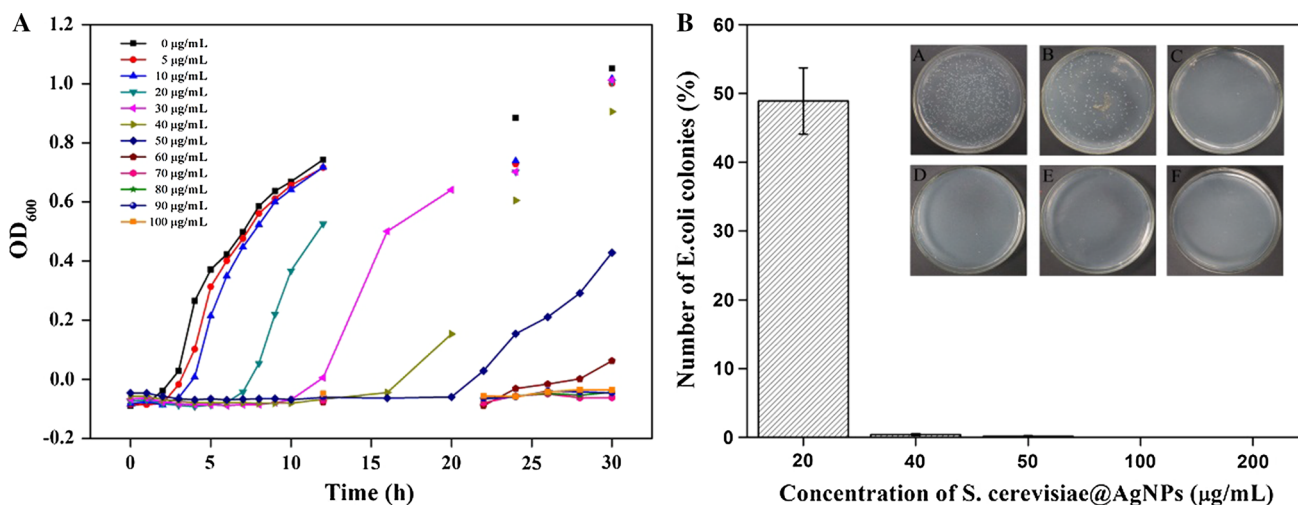 A
OD600
1.2
1.0
0.8
0.6
0.4
0.2
0.0
-0.2
0 µg/mL
5 µg/mL
10 µg/mL
20 µg/mL
30 µg/mL
40 µg/mL
50 µg/mL
60 µg/mL
70 µg/mL
80 µg/mL
90 µg/mL
100 µg/mL
0 5 10 15 20 25 30
Time (h)
B
Number of E.coli colonies (%)
60
50
40
30
20
10
0
A B C
D E F
20 40 50 100 200
Concentration of S. cerevisiae@AgNPs (µg/mL)